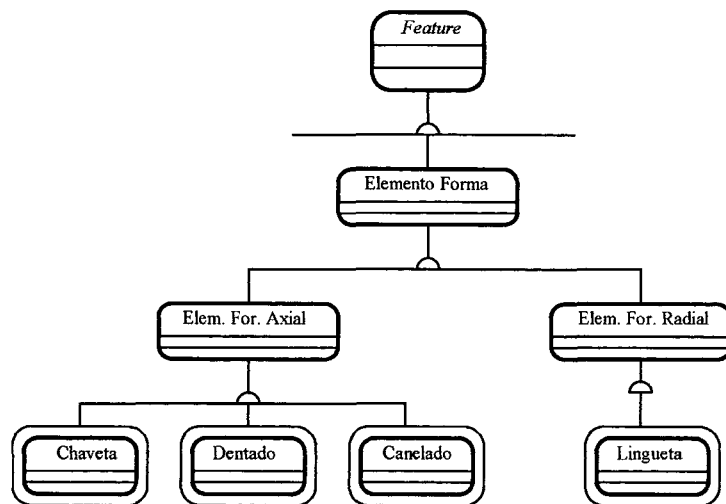 Feature
Elemento Forma
Elem. For. Axial
Elem. For. Radial
Chaveta
Dentado
Canelado
Lingueta